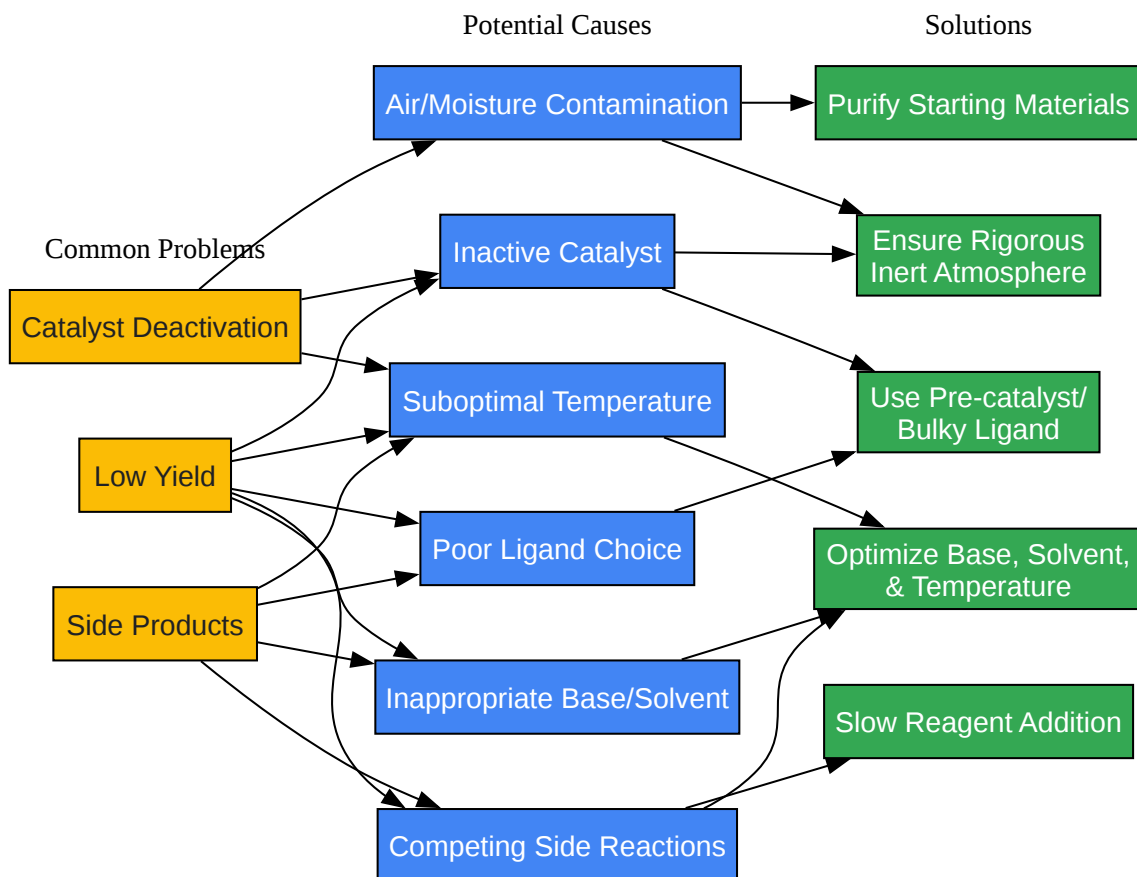 Potential Causes
Solutions
Air/Moisture Contamination
Purify Starting Materials
Common Problems
Inactive Catalyst
Ensure Rigorous
Inert Atmosphere
Catalyst Deactivation
Suboptimal Temperature
Use Pre-catalyst/
Bulky Ligand
Low Yield
Poor Ligand Choice
Optimize Base, Solvent,
& Temperature
Side Products
Inappropriate Base/Solvent
Slow Reagent Addition
Competing Side Reactions